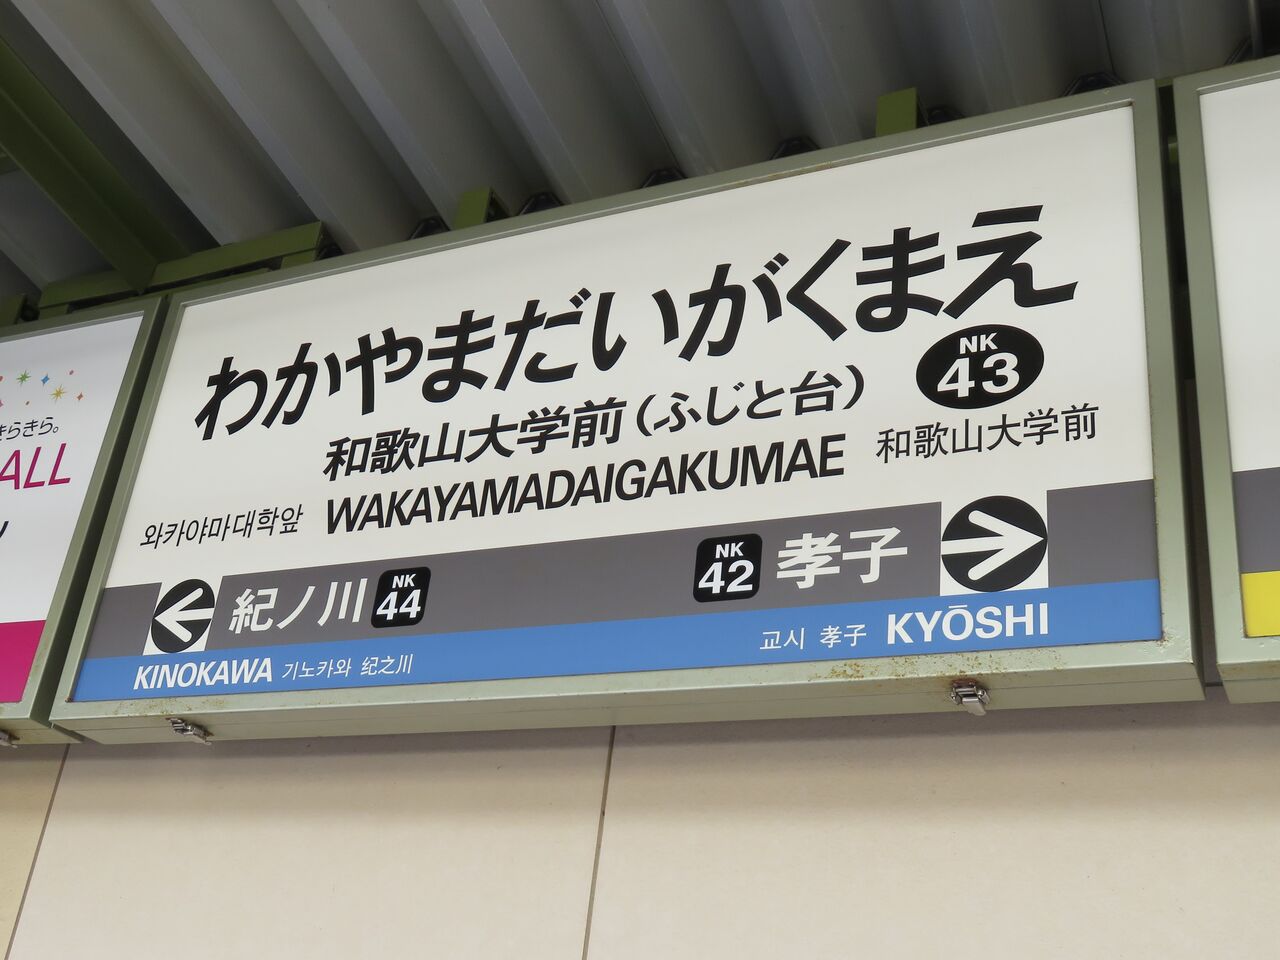 わかやまだいがくまえ
和歌山大学前(ふじと台)
NK
43
와카야마대학앞
WAKAYAMADAIGAKUMAE
和歌山大学前
紀ノ川
NK
44
NK
42
孝子
KINOKAWA 기노카와 纪之川
교시 孝子 KYŌSHI
きらきら。
ALL